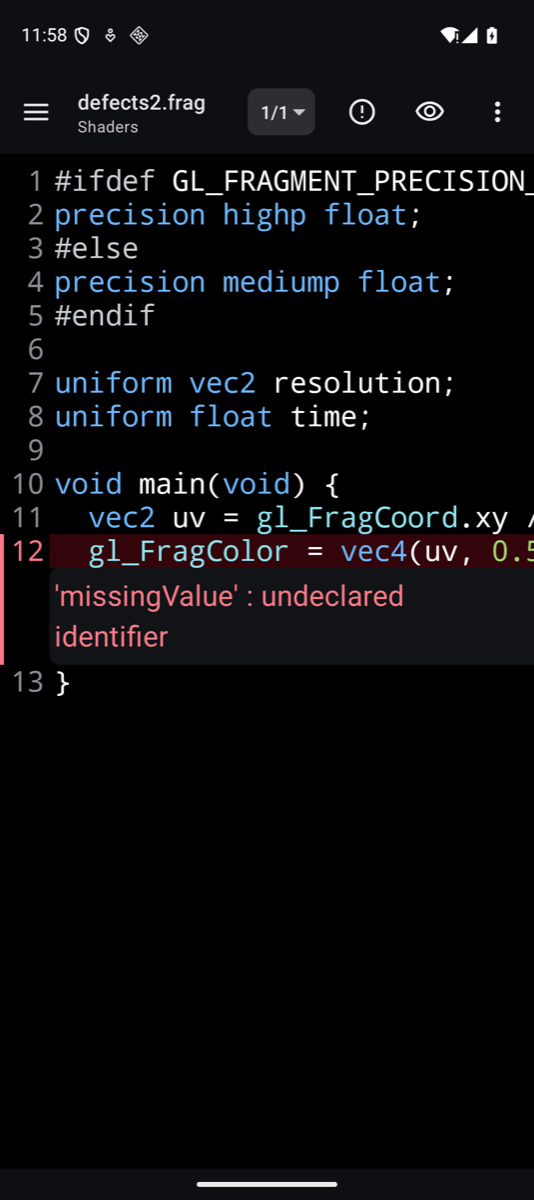 11:58
defects2.frag
Shaders
1/1
1 #ifdef GL_FRAGMENT_PRECISION_
2 precision highp float;
3 #else
4 precision mediump float;
5 #endif
6
7 uniform vec2 resolution;
8 uniform float time;
9
10 void main(void) {
11 vec2 uv = gl_FragCoord.xy /
12 gl_FragColor = vec4(uv, 0.5
'missingValue' : undeclared
identifier
13 }